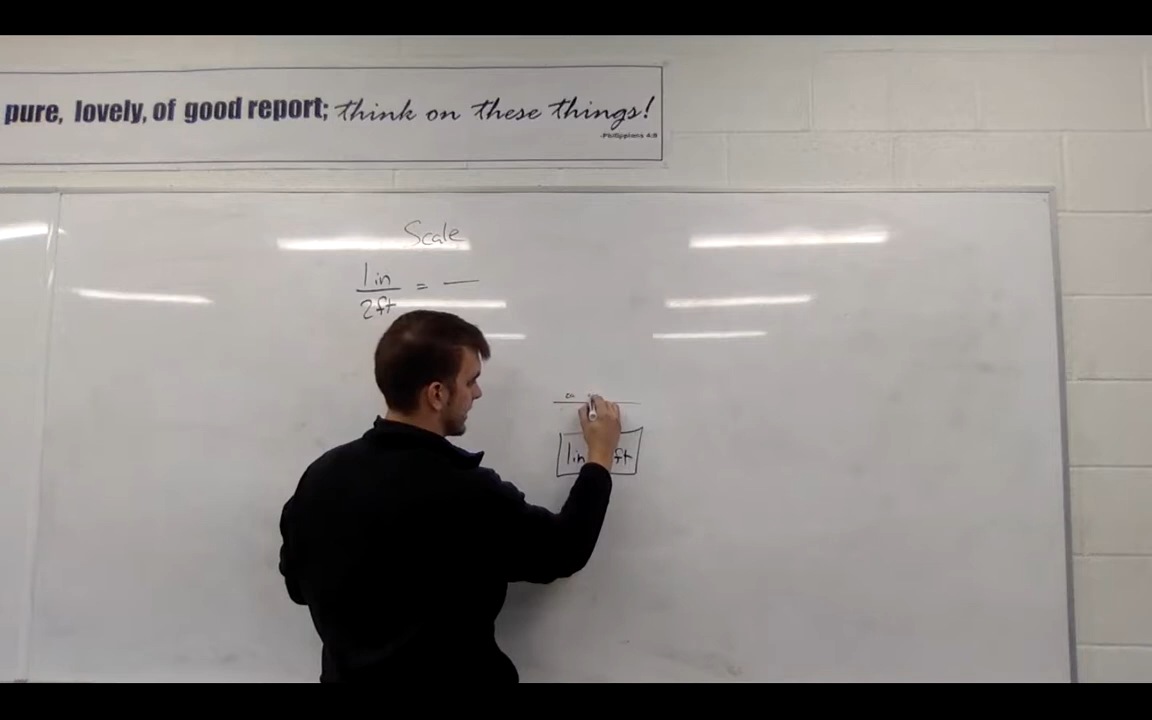 pure, lovely, of good report; think on these things!
-Philippians 4:8
Scale
1in
2ft
=
1in ft